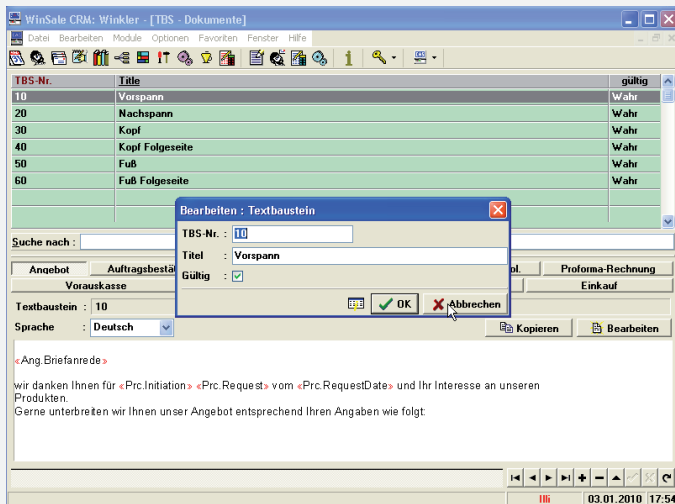 WinSale CRM: Winkler - [TBS - Dokumente]
Datei Bearbeiten Module Optionen Favoriten Fenster Hilfe
TBS-Nr. Title gültig
10 Vorspann Wahr
20 Nachspann Wahr
30 Kopf Wahr
40 Kopf Folgeseite Wahr
50 Fuß Wahr
60 Fuß Folgeseite Wahr
Bearbeiten : Textbaustein
TBS-Nr. : 10
Titel : Vorspann
Gültig :
OK Abbrechen
Suche nach :
Angebot Auftragsbestä ol. Proforma-Rechnung
Vorauskasse Einkauf
Textbaustein : 10
Sprache : Deutsch Kopieren Bearbeiten
«Ang.Briefanrede»
wir danken Ihnen für «Prc.Initiation» «Prc.Request» vom «Prc.RequestDate» und Ihr Interesse an unseren
Produkten.
Gerne unterbreiten wir Ihnen unser Angebot entsprechend Ihren Angaben wie folgt:
03.01.2010 17:54